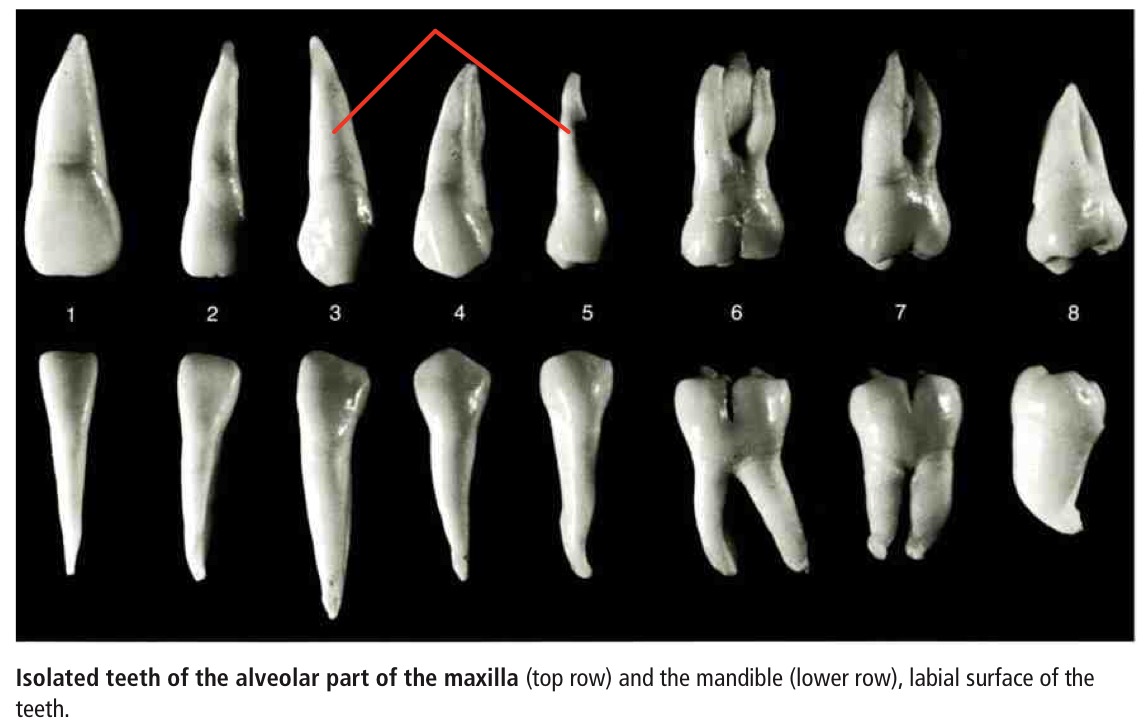 1 2 3 4 5 6 7 8
Isolated teeth of the alveolar part of the maxilla (top row) and the mandible (lower row), labial surface of the
teeth.